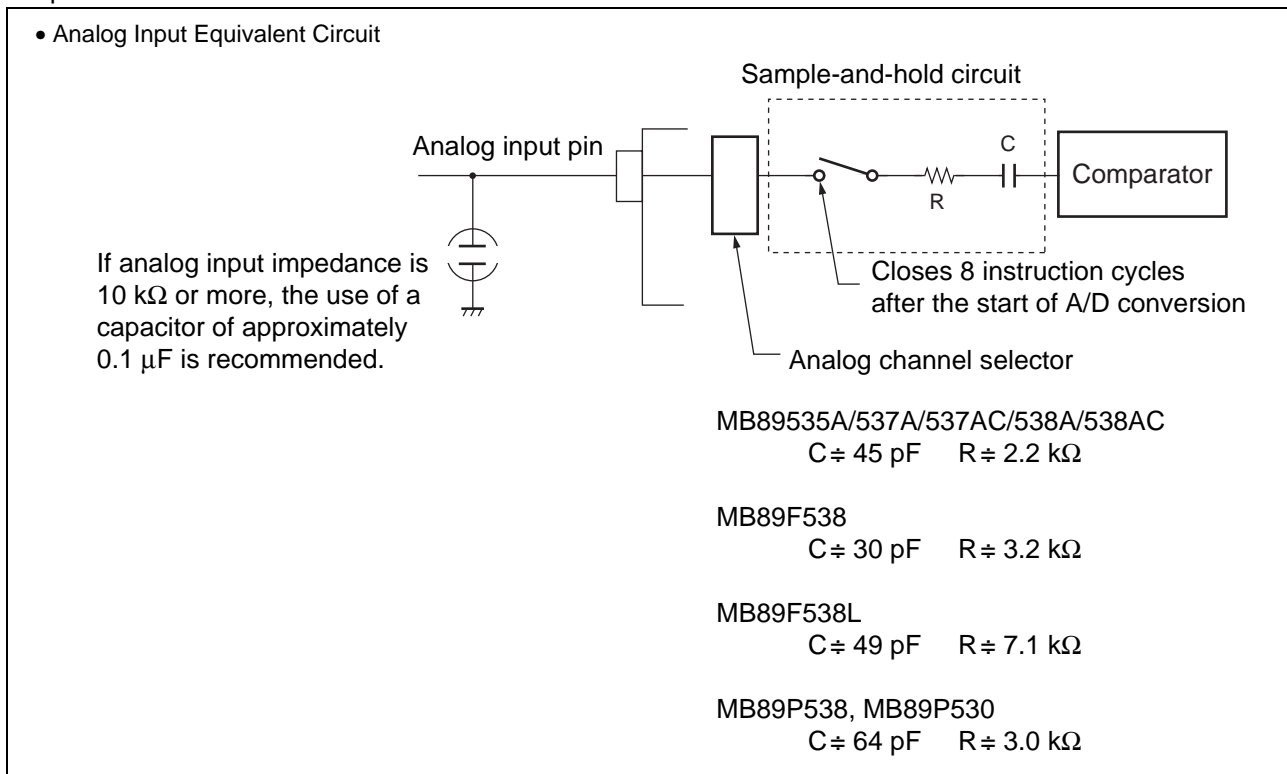 • Analog Input Equivalent Circuit
Sample-and-hold circuit
Analog input pin
C
R
Comparator
If analog input impedance is
10 kΩ or more, the use of a
capacitor of approximately
0.1 μF is recommended.
Closes 8 instruction cycles
after the start of A/D conversion
Analog channel selector
MB89535A/537A/537AC/538A/538AC
C ≑ 45 pF R ≑ 2.2 kΩ
MB89F538
C ≑ 30 pF R ≑ 3.2 kΩ
MB89F538L
C ≑ 49 pF R ≑ 7.1 kΩ
MB89P538, MB89P530
C ≑ 64 pF R ≑ 3.0 kΩ